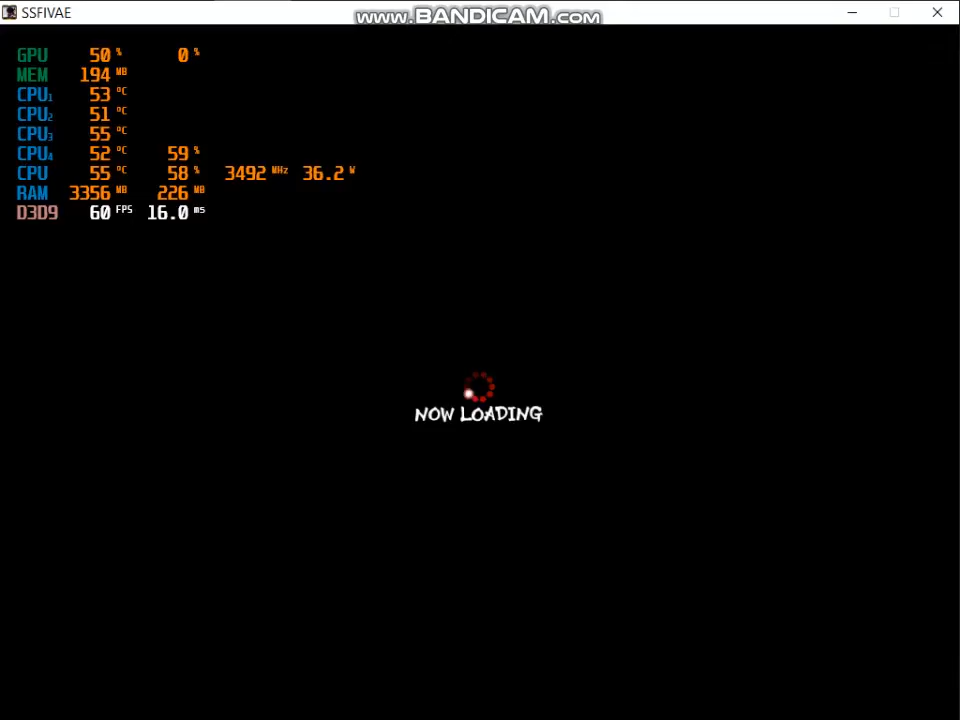 SSFIVAE
www.BANDICAM.com
GPU 50 % 0 %
MEM 194 MB
CPU1 53 °C
CPU2 51 °C
CPU3 55 °C
CPU4 52 °C 59 %
CPU 55 °C 58 % 3492 MHz 36.2 W
RAM 3356 MB 226 MB
D3D9 60 FPS 16.0 ms
NOW LOADING